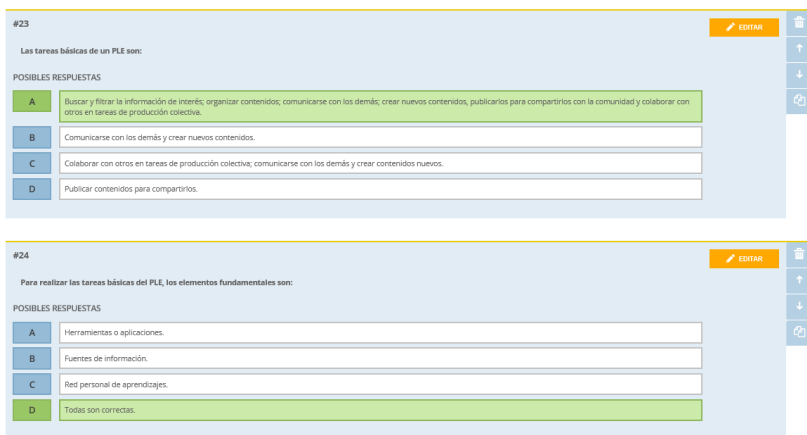 #23
EDITAR
Las tareas básicas de un PLE son:
POSIBLES RESPUESTAS
A
Buscar y filtrar la información de interés; organizar contenidos; comunicarse con los demás; crear nuevos contenidos, publicarlos para compartirlos con la comunidad y colaborar con
otros en tareas de producción colectiva.
B
Comunicarse con los demás y crear nuevos contenidos.
C
Colaborar con otros en tareas de producción colectiva; comunicarse con los demás y crear contenidos nuevos.
D
Publicar contenidos para compartirlos.
#24
EDITAR
Para realizar las tareas básicas del PLE, los elementos fundamentales son:
POSIBLES RESPUESTAS
A
Herramientas o aplicaciones.
B
Fuentes de información.
C
Red personal de aprendizajes.
D
Todas son correctas.